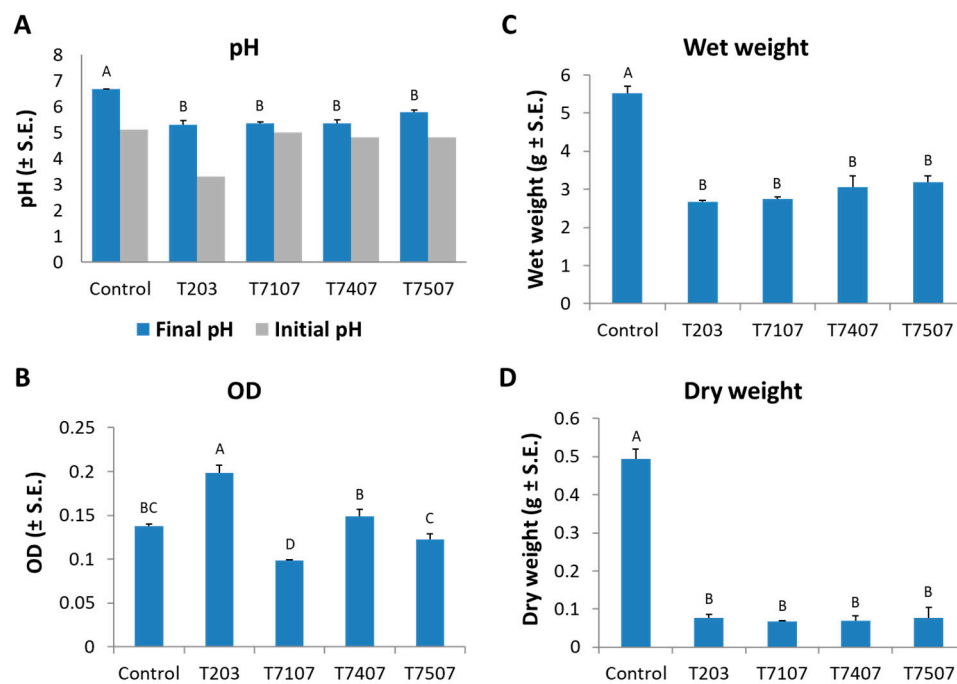 A
pH
pH (± S.E.)
8
7
6
5
4
3
2
1
0
A
B
B
B
B
Control T203 T7107 T7407 T7507
Final pH Initial pH
B
OD
OD (± S.E.)
0.25
0.2
0.15
0.1
0.05
0
BC
A
D
B
C
Control T203 T7107 T7407 T7507
C
Wet weight
Wet weight (g ± S.E.)
6
5
4
3
2
1
0
A
B
B
B
B
Control T203 T7107 T7407 T7507
D
Dry weight
Dry weight (g ± S.E.)
0.6
0.5
0.4
0.3
0.2
0.1
0
A
B
B
B
B
Control T203 T7107 T7407 T7507